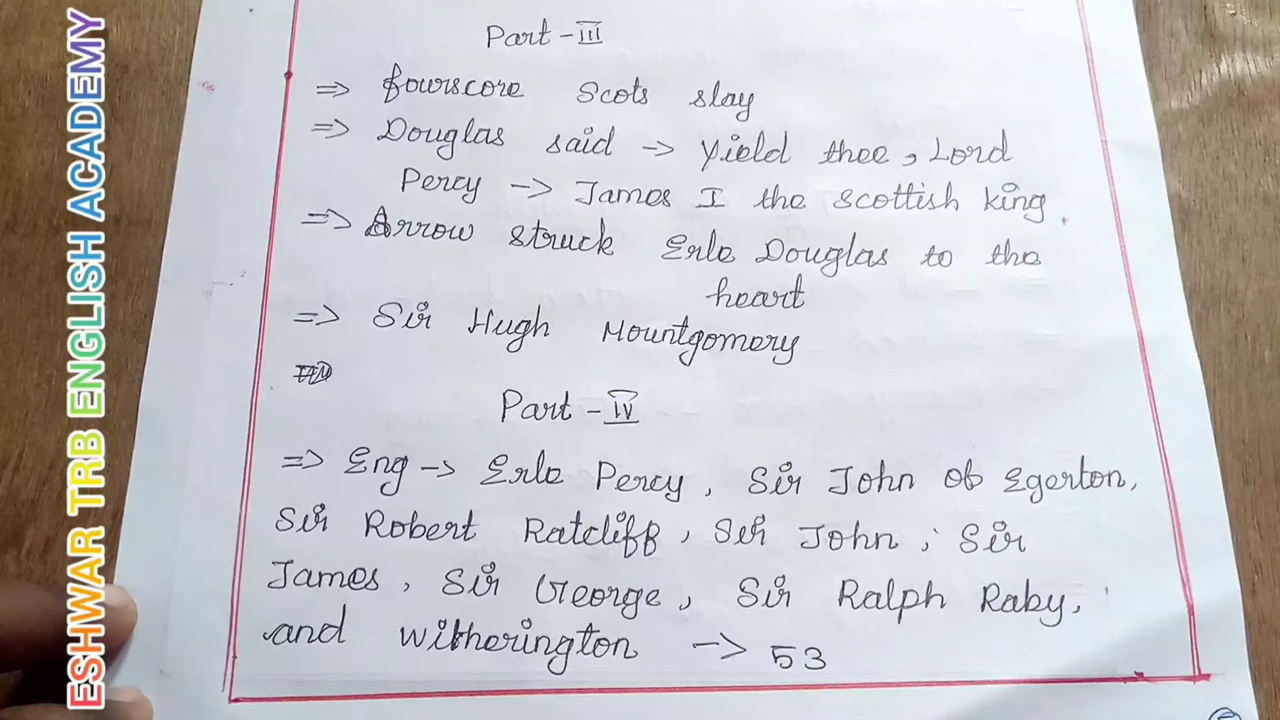 ESHWAR TRB ENGLISH ACADEMY
Part - III
=> fourscore Scots slay
=> Douglas said -> Yield thee, Lord
Percy -> James I the Scottish king.
=> Arrow struck Erle Douglas to the
heart
=> Sir Hugh Mountgomery
Part - IV
=> Eng -> Erle Percy, Sir John of Egerton,
Sir Robert Ratcliff, Sir John, Sir
James, Sir George, Sir Ralph Raby,
and Witherington -> 53